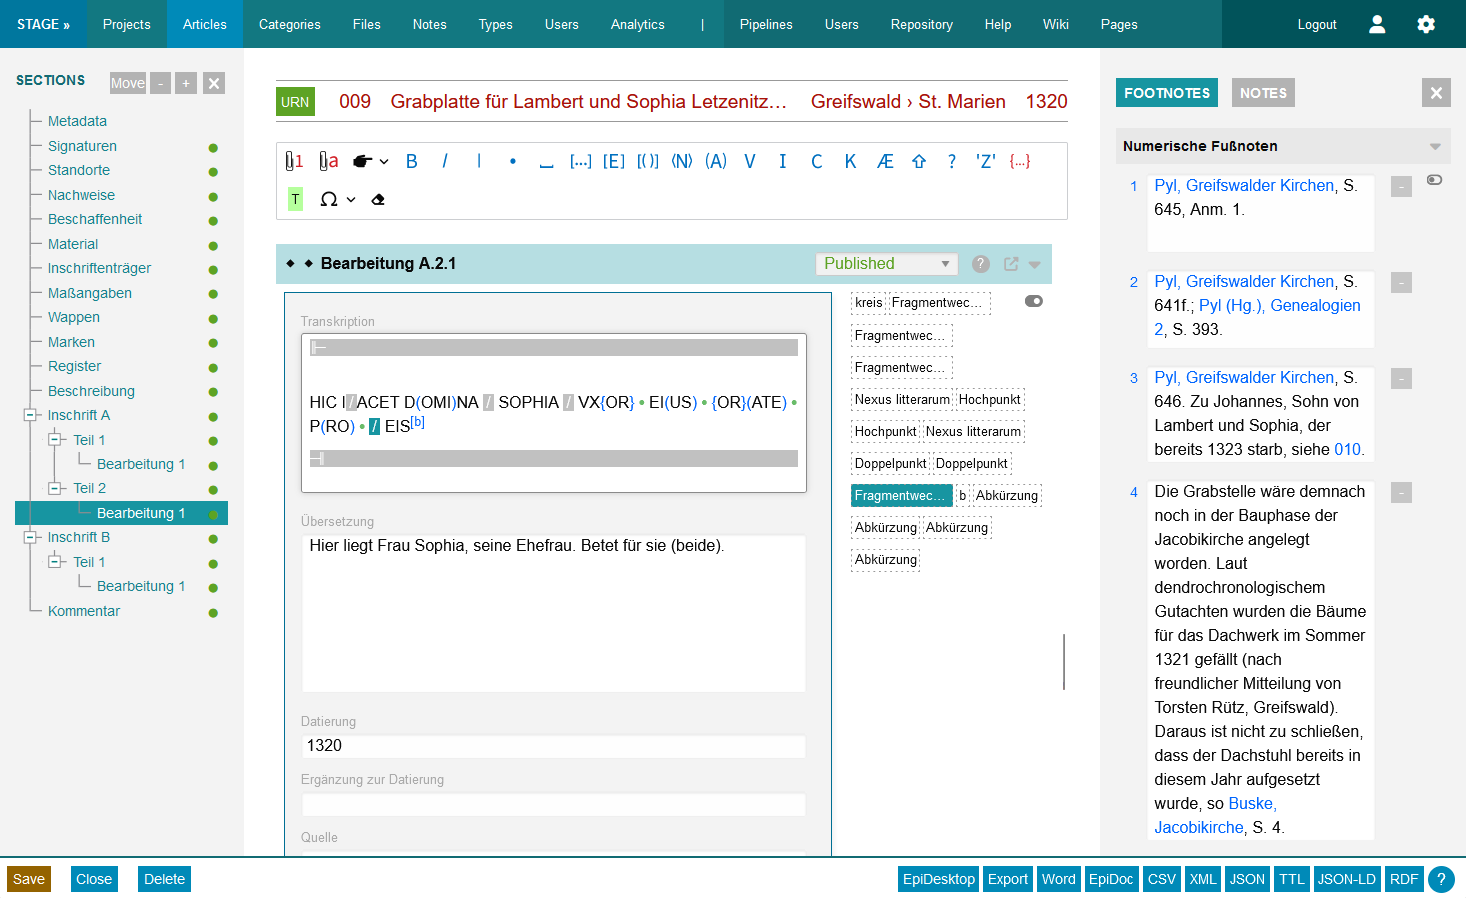 STAGE »
Projects
Articles
Categories
Files
Notes
Types
Users
Analytics
|
Pipelines
Users
Repository
Help
Wiki
Pages
Logout
SECTIONS
Move
-
+
Metadata
Signaturen
Standorte
Nachweise
Beschaffenheit
Material
Inschriftenträger
Maßangaben
Wappen
Marken
Register
Beschreibung
Inschrift A
Teil 1
Bearbeitung 1
Teil 2
Bearbeitung 1
Inschrift B
Teil 1
Bearbeitung 1
Kommentar
URN 009 Grabplatte für Lambert und Sophia Letzenitz… Greifswald › St. Marien 1320
1 a B I | • [...] [E] [()] ⟨N⟩ (A) V I C K Æ ? 'Z' {...}
T Ω
Bearbeitung A.2.1
Published
?
Transkription
HIC I/ACET D(OMI)NA / SOPHIA / VX{OR} • EI(US) • {OR}(ATE) •
P(RO) • / EIS[b]
Übersetzung
Hier liegt Frau Sophia, seine Ehefrau. Betet für sie (beide).
Datierung
1320
Ergänzung zur Datierung
Quelle
kreis Fragmentwec…
Fragmentwec…
Fragmentwec…
Nexus litterarum Hochpunkt
Hochpunkt Nexus litterarum
Doppelpunkt Doppelpunkt
Fragmentwec… b Abkürzung
Abkürzung Abkürzung
Abkürzung
FOOTNOTES NOTES
Numerische Fußnoten
1 Pyl, Greifswalder Kirchen, S. -
645, Anm. 1.
2 Pyl, Greifswalder Kirchen, S. -
641f.; Pyl (Hg.), Genealogien
2, S. 393.
3 Pyl, Greifswalder Kirchen, S. -
646. Zu Johannes, Sohn von
Lambert und Sophia, der
bereits 1323 starb, siehe 010.
4 Die Grabstelle wäre demnach -
noch in der Bauphase der
Jacobikirche angelegt
worden. Laut
dendrochronologischem
Gutachten wurden die Bäume
für das Dachwerk im Sommer
1321 gefällt (nach
freundlicher Mitteilung von
Torsten Rütz, Greifswald).
Daraus ist nicht zu schließen,
dass der Dachstuhl bereits in
diesem Jahr aufgesetzt
wurde, so Buske,
Jacobikirche, S. 4.
Save
Close
Delete
EpiDesktop
Export
Word
EpiDoc
CSV
XML
JSON
TTL
JSON-LD
RDF
?